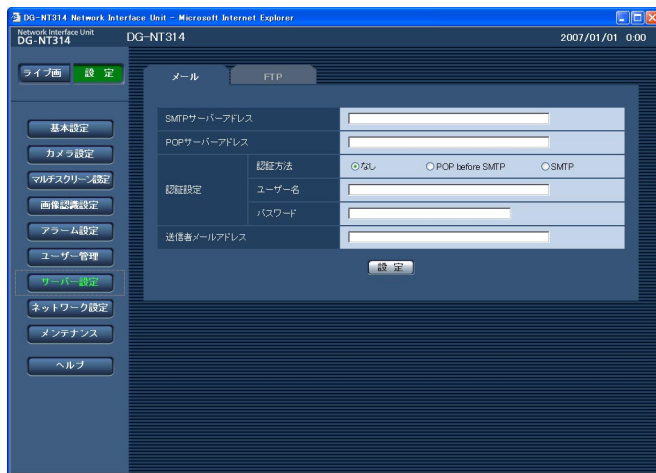 DG-NT314 Network Interface Unit - Microsoft Internet Explorer
Network Interface Unit
DG-NT314
DG-NT314
2007/01/01 0:00
ライブ画
設 定
メール
FTP
基本設定
カメラ設定
マルチスクリーン設定
画像認識設定
アラーム設定
ユーザー管理
サーバー設定
ネットワーク設定
メンテナンス
ヘルプ
SMTPサーバーアドレス
POPサーバーアドレス
認証設定
認証方法
なし
POP before SMTP
SMTP
ユーザー名
パスワード
送信者メールアドレス
設 定